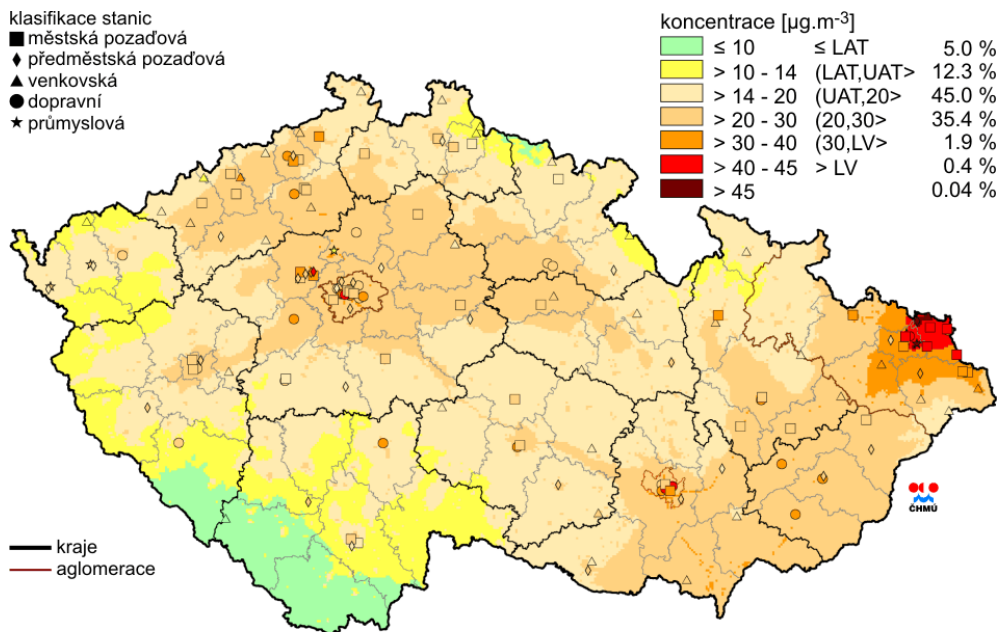 klasifikace stanic
městská pozaďová
předměstská pozaďová
venkovská
dopravní
průmyslová
koncentrace [µg.m-3]
≤ 10 ≤ LAT 5.0 %
> 10 - 14 (LAT,UAT> 12.3 %
> 14 - 20 (UAT,20> 45.0 %
> 20 - 30 (20,30> 35.4 %
> 30 - 40 (30,LV> 1.9 %
> 40 - 45 > LV 0.4 %
> 45 0.04 %
ČHMÚ
kraje
aglomerace